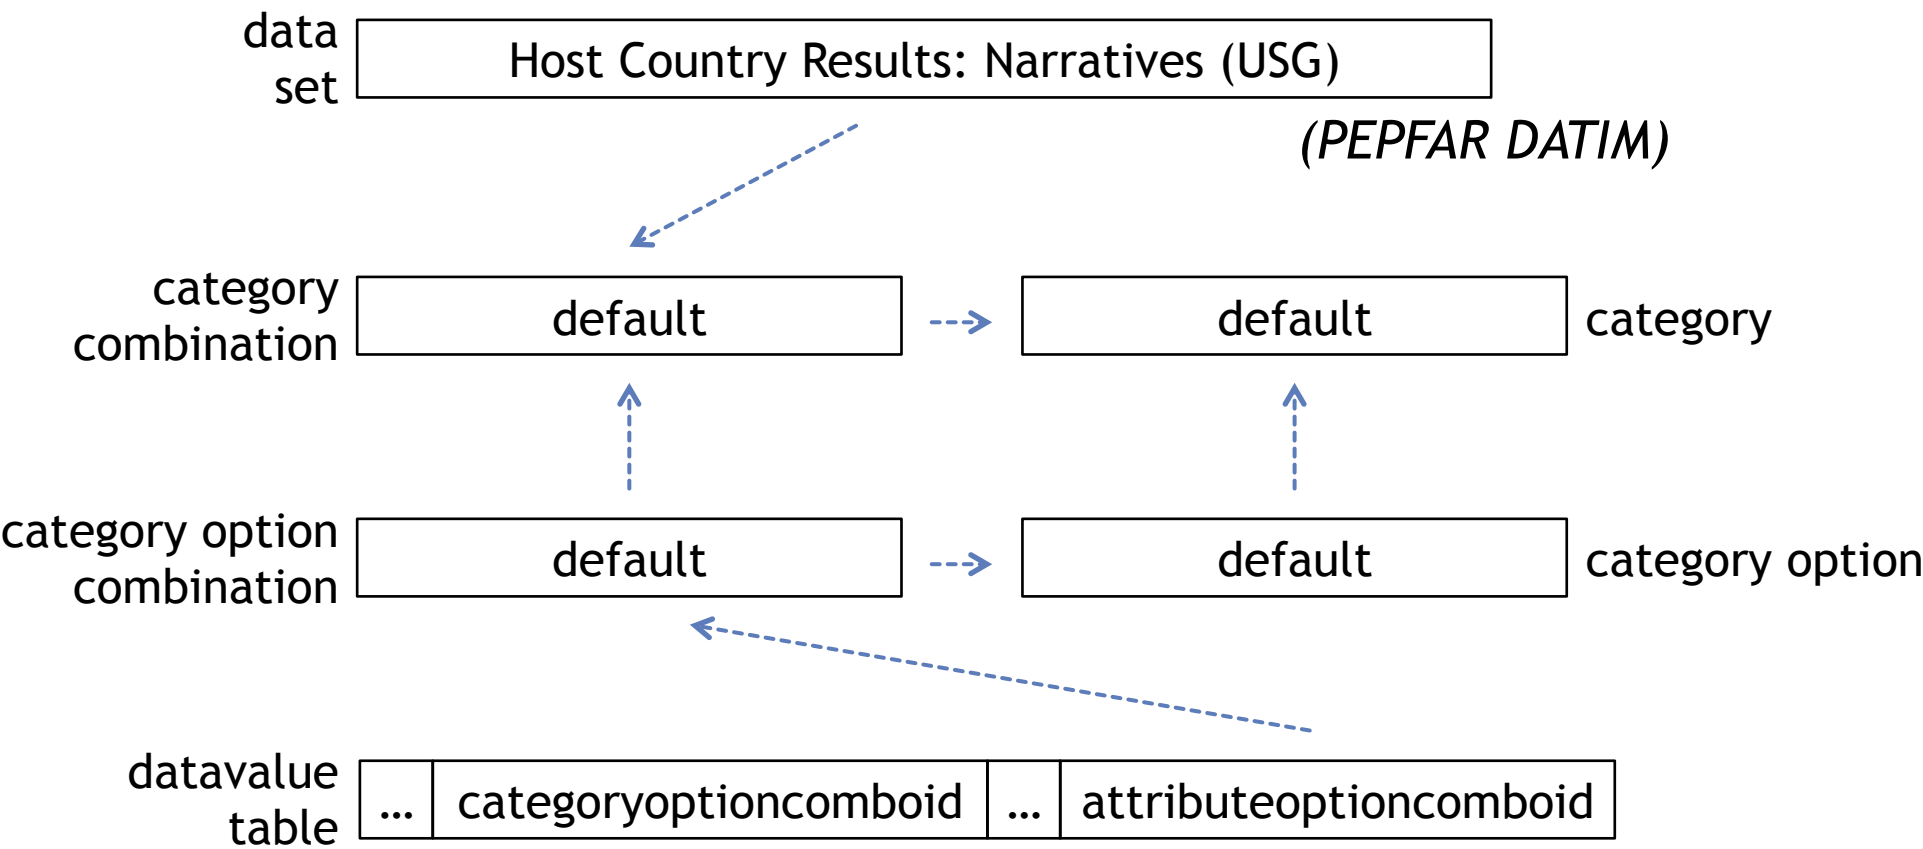 data
set
Host Country Results: Narratives (USG)
(PEPFAR DATIM)
category
combination
default
default
category
category option
combination
default
default
category option
datavalue
table
... categoryoptioncomboid ... attributeoptioncomboid